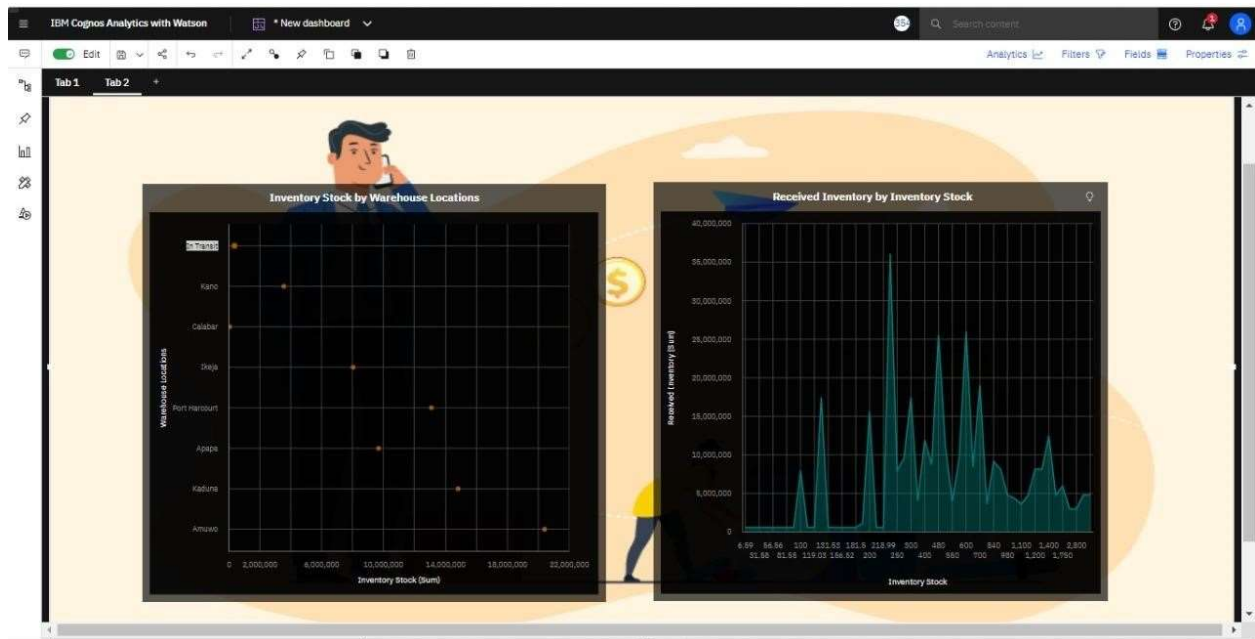 IBM Cognos Analytics with Watson
* New dashboard
Search content
Edit
Analytics
Filters
Fields
Properties
Tab 1
Tab 2
+
Inventory Stock by Warehouse Locations
Warehouse Locations
In Transit
Kano
Calabar
Ikeja
Port Harcourt
Apapa
Kaduna
Amuwo
0 2,000,000 6,000,000 10,000,000 14,000,000 18,000,000 22,000,000
Inventory Stock (Sum)
Received Inventory by Inventory Stock
Received Inventory (Sum)
40,000,000
35,000,000
30,000,000
25,000,000
20,000,000
15,000,000
10,000,000
5,000,000
0
6.59 56.56 100 131.53 181.5 218.99 300 480 600 840 1,100 1,400 2,800
31.58 81.55 119.03 156.52 200 250 400 550 700 980 1,200 1,750
Inventory Stock